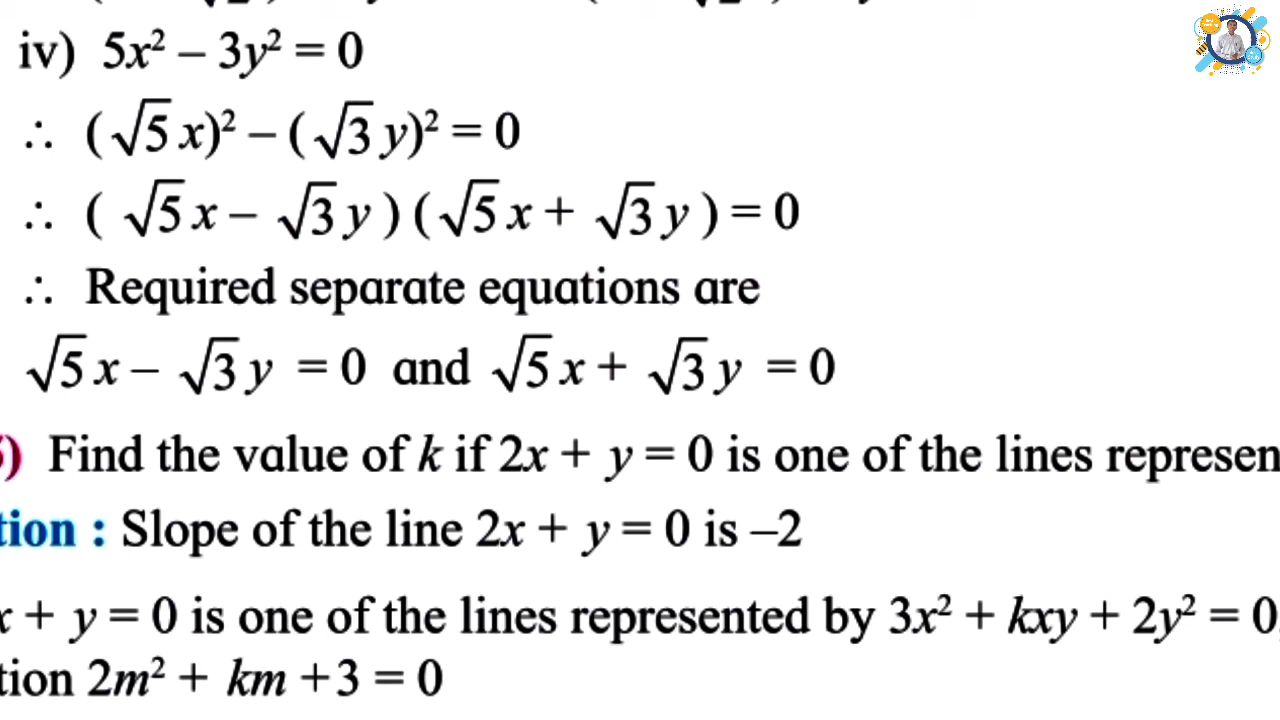 iv) 5x² – 3y² = 0
∴ (√5 x)² – (√3 y)² = 0
∴ ( √5 x – √3 y ) (√5 x + √3 y ) = 0
∴ Required separate equations are
√5 x – √3 y = 0 and √5 x + √3 y = 0
) Find the value of k if 2x + y = 0 is one of the lines represen
tion : Slope of the line 2x + y = 0 is –2
x + y = 0 is one of the lines represented by 3x² + kxy + 2y² = 0
tion 2m² + km +3 = 0